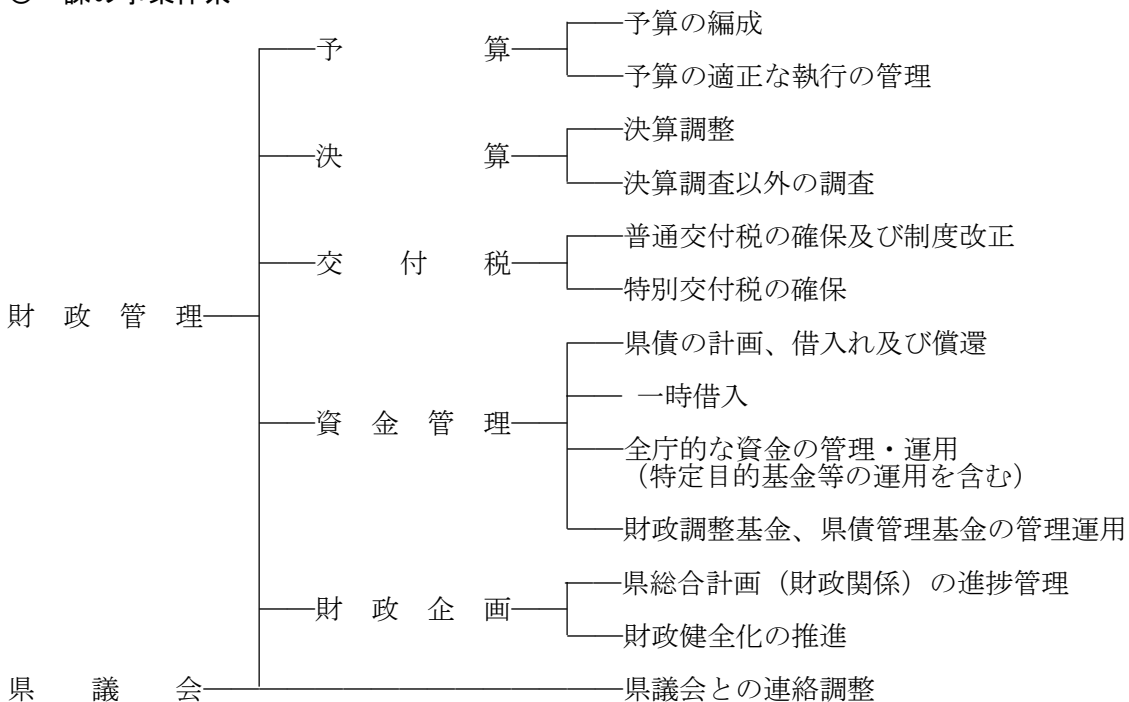 予算
予算の編成
予算の適正な執行の管理
決算
決算調整
決算調査以外の調査
交付税
普通交付税の確保及び制度改正
特別交付税の確保
財政管理
資金管理
県債の計画、借入れ及び償還
一時借入
全庁的な資金の管理・運用
（特定目的基金等の運用を含む）
財政調整基金、県債管理基金の管理運用
財政企画
県総合計画（財政関係）の進捗管理
財政健全化の推進
県議会
県議会との連絡調整